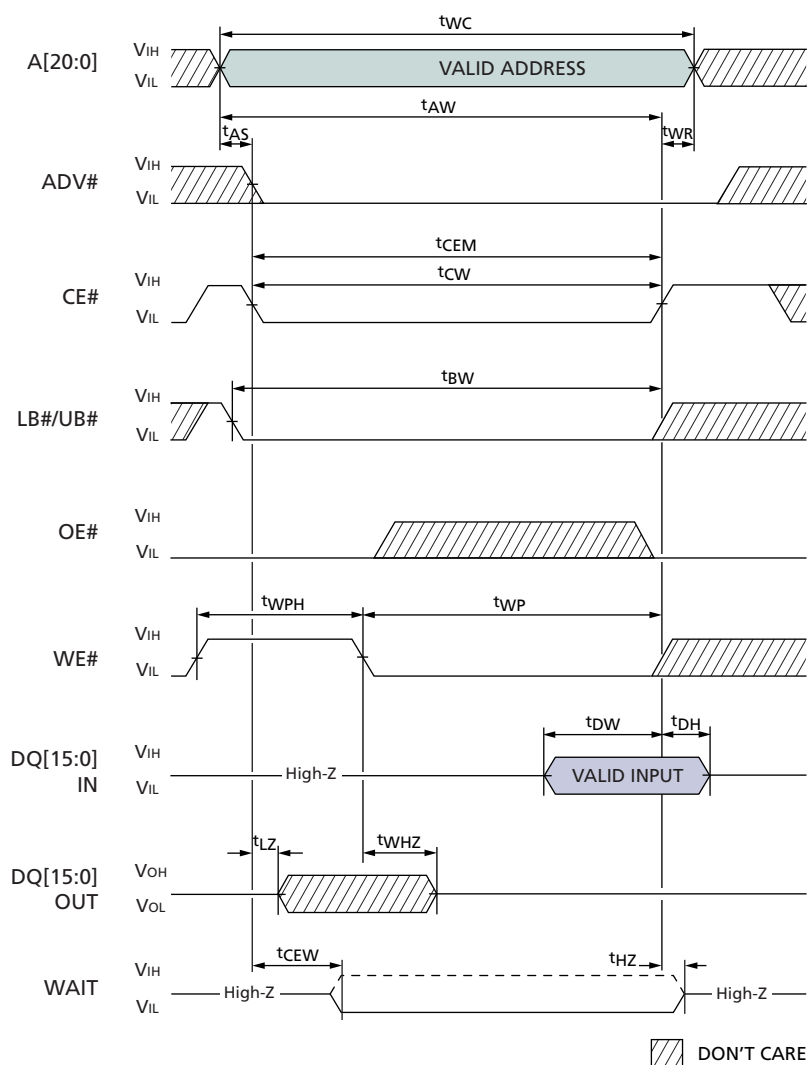 tWC
A[20:0]
VIH
VIL
VALID ADDRESS
tAW
tAS
tWR
ADV#
VIH
VIL
tCEM
tCW
CE#
VIH
VIL
tBW
LB#/UB#
VIH
VIL
OE#
VIH
VIL
tWPH
tWP
WE#
VIH
VIL
tDW
tDH
DQ[15:0]
IN
VIH
VIL
High-Z
VALID INPUT
tLZ
tWHZ
DQ[15:0]
OUT
VOH
VOL
tCEW
tHZ
WAIT
VIH
VIL
High-Z
High-Z
DON'T CARE